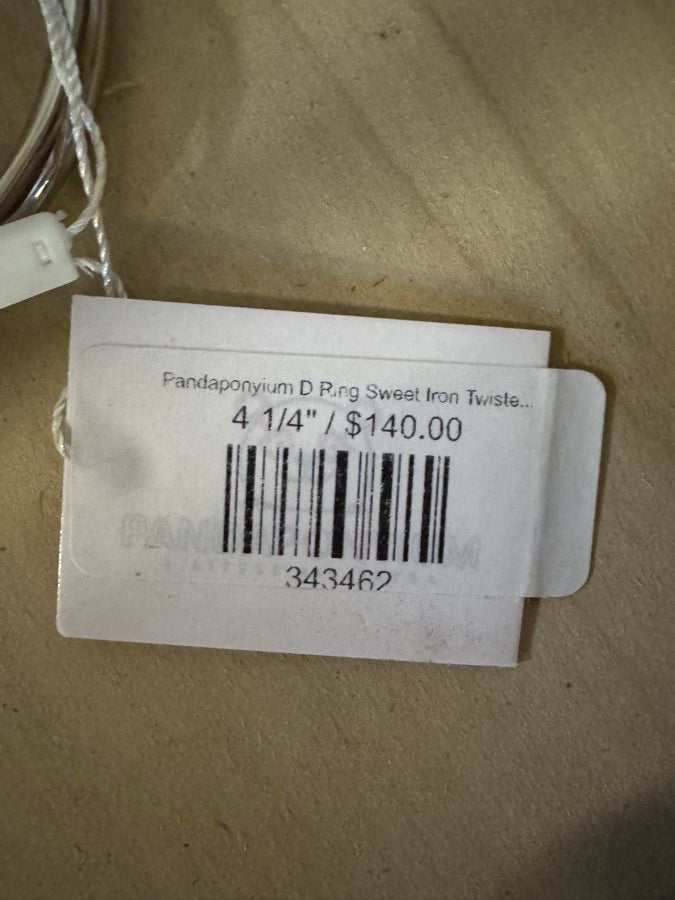 Pandaponyium D Ring Sweet Iron Twiste...
4 1/4" / $140.00
343462